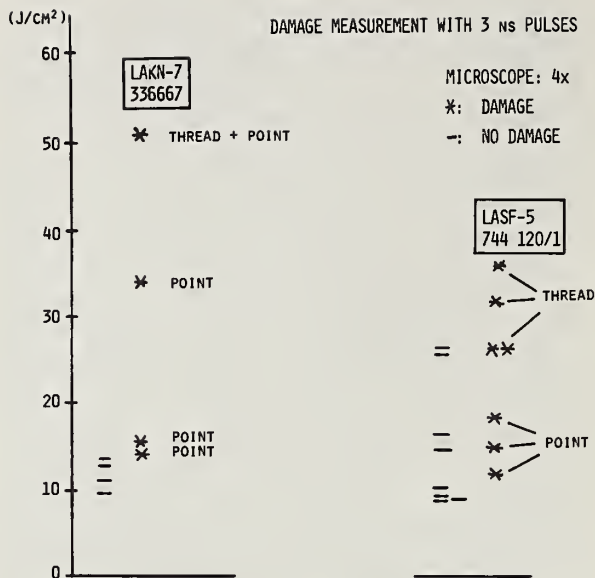 (J/CM²)
DAMAGE MEASUREMENT WITH 3 NS PULSES
60
LAKN-7
336667
MICROSCOPE: 4x
*: DAMAGE
-: NO DAMAGE
50
THREAD + POINT
LASF-5
744 120/1
40
POINT
THREAD
30
20
POINT
POINT
POINT
10
0